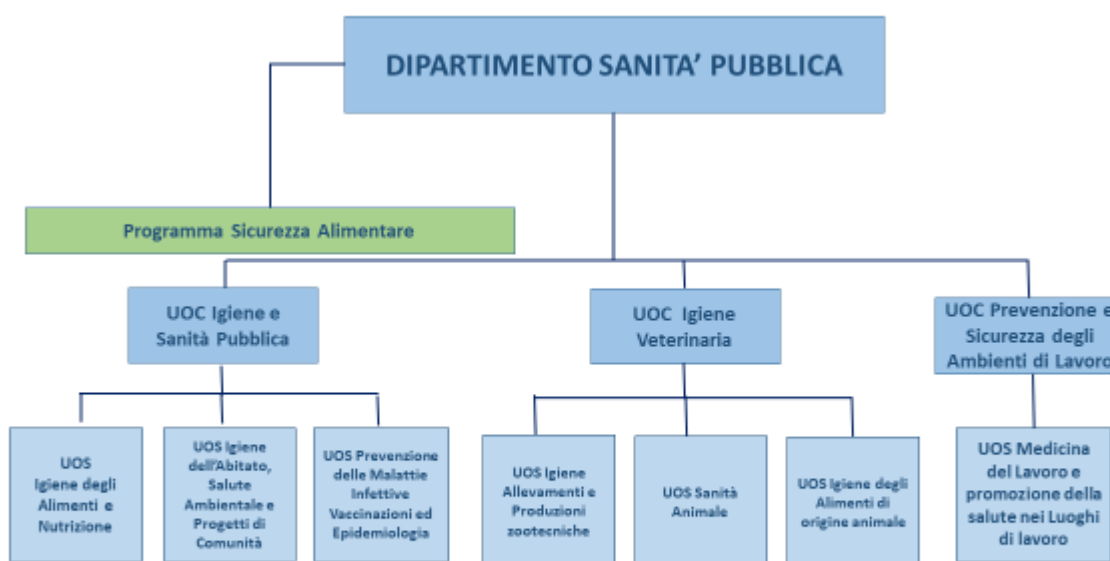 DIPARTIMENTO SANITA’ PUBBLICA
Programma Sicurezza Alimentare
UOC Igiene e
Sanità Pubblica
UOC Igiene
Veterinaria
UOC Prevenzione e
Sicurezza degli
Ambienti di Lavoro
UOS
Igiene degli
Alimenti e
Nutrizione
UOS Igiene
dell’Abitato,
Salute
Ambientale e
Progetti di
Comunità
UOS Prevenzione
delle Malattie
Infettive
Vaccinazioni ed
Epidemiologia
UOS Igiene
Allevamenti e
Produzioni
zootecniche
UOS Sanità
Animale
UOS Igiene degli
Alimenti di
origine animale
UOS Medicina
del Lavoro e
promozione della
salute nei Luoghi
di lavoro